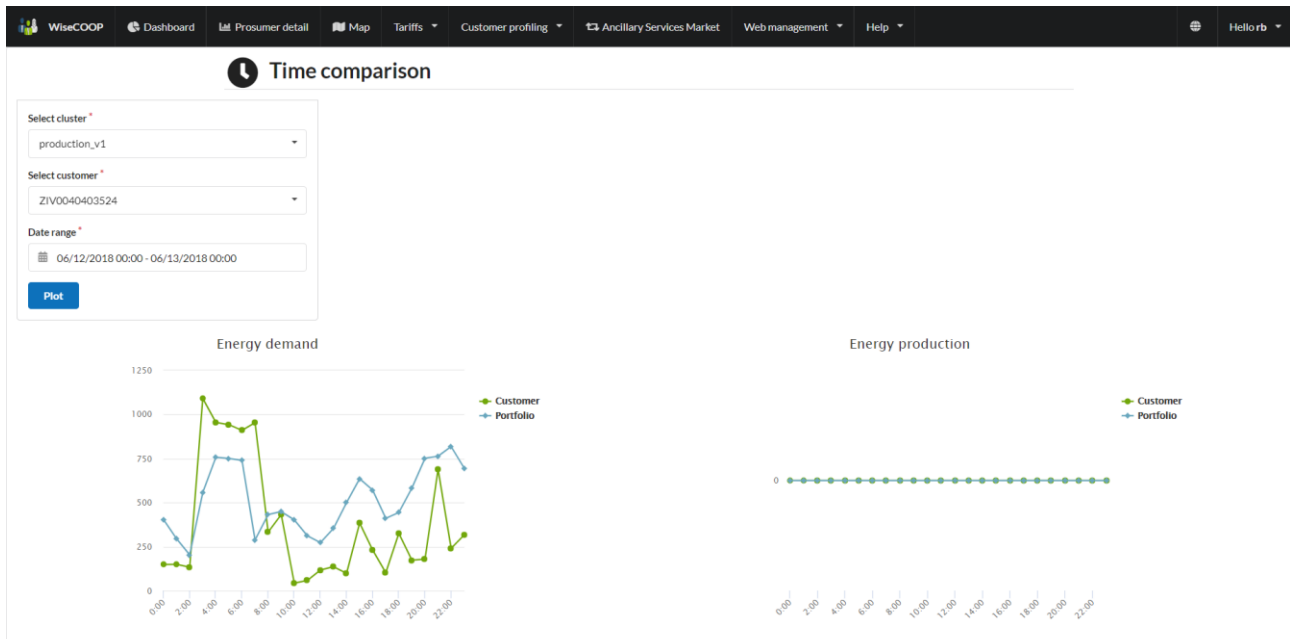 WiseCOOP Dashboard Prosumer detail Map Tariffs Customer profiling Ancillary Services Market Web management Help Hello rb
Time comparison
Select cluster *
production_v1
Select customer *
ZIV0040403524
Date range *
06/12/2018 00:00 - 06/13/2018 00:00
Plot
Energy demand
1250
1000
750
500
250
0
0:00 2:00 4:00 6:00 8:00 10:00 12:00 14:00 16:00 18:00 20:00 22:00
Customer
Portfolio
Energy production
0
0:00 2:00 4:00 6:00 8:00 10:00 12:00 14:00 16:00 18:00 20:00 22:00
Customer
Portfolio